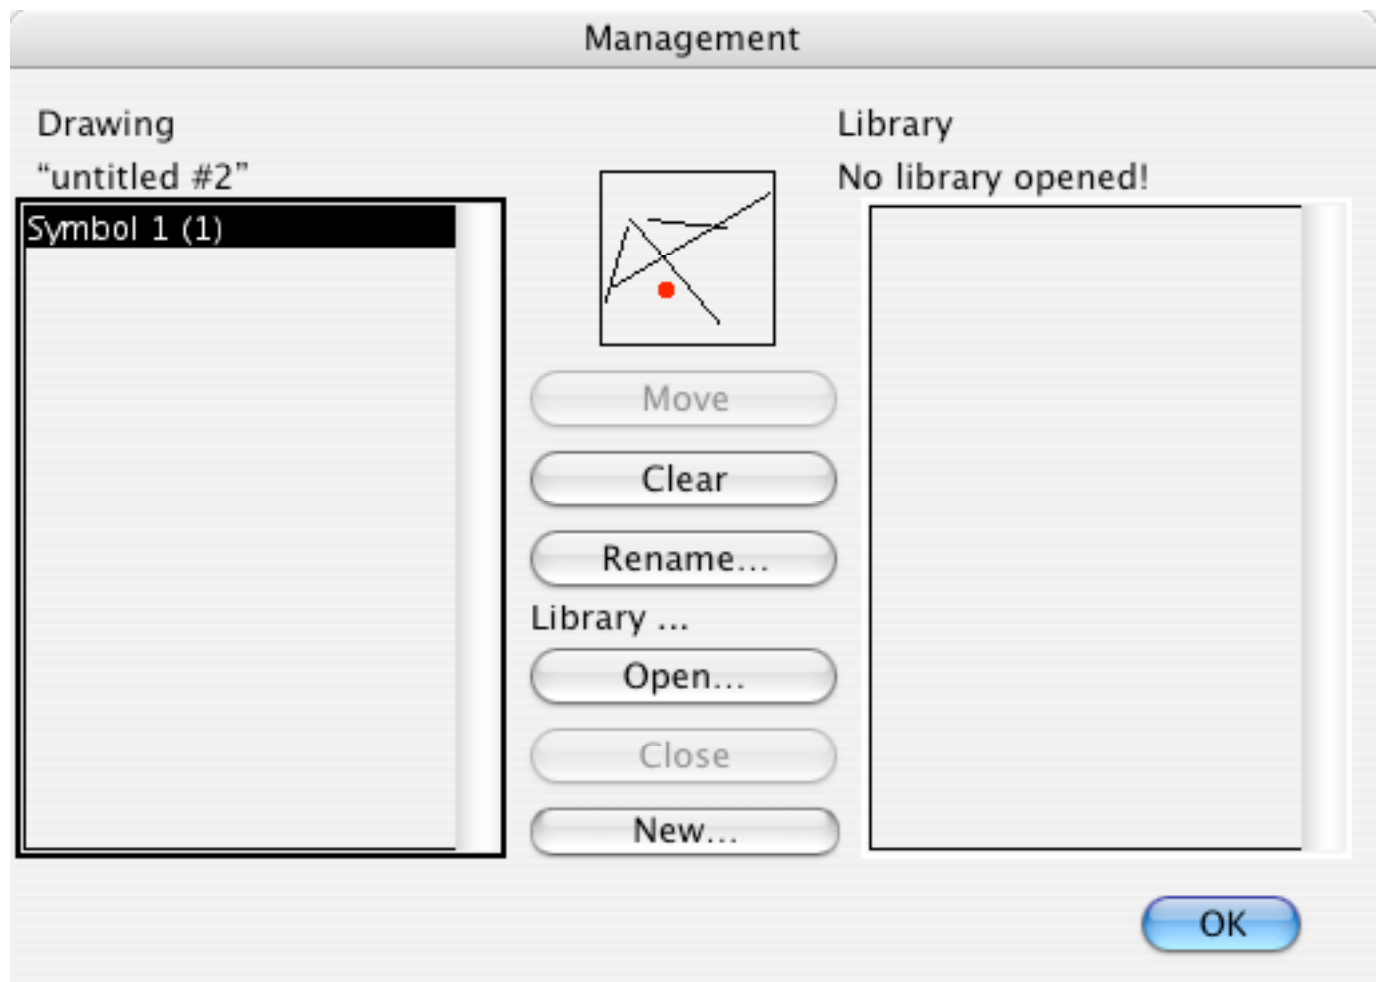 Management
Drawing
“untitled #2”
Symbol 1 (1)
Library
No library opened!
Move
Clear
Rename...
Library ...
Open...
Close
New...
OK